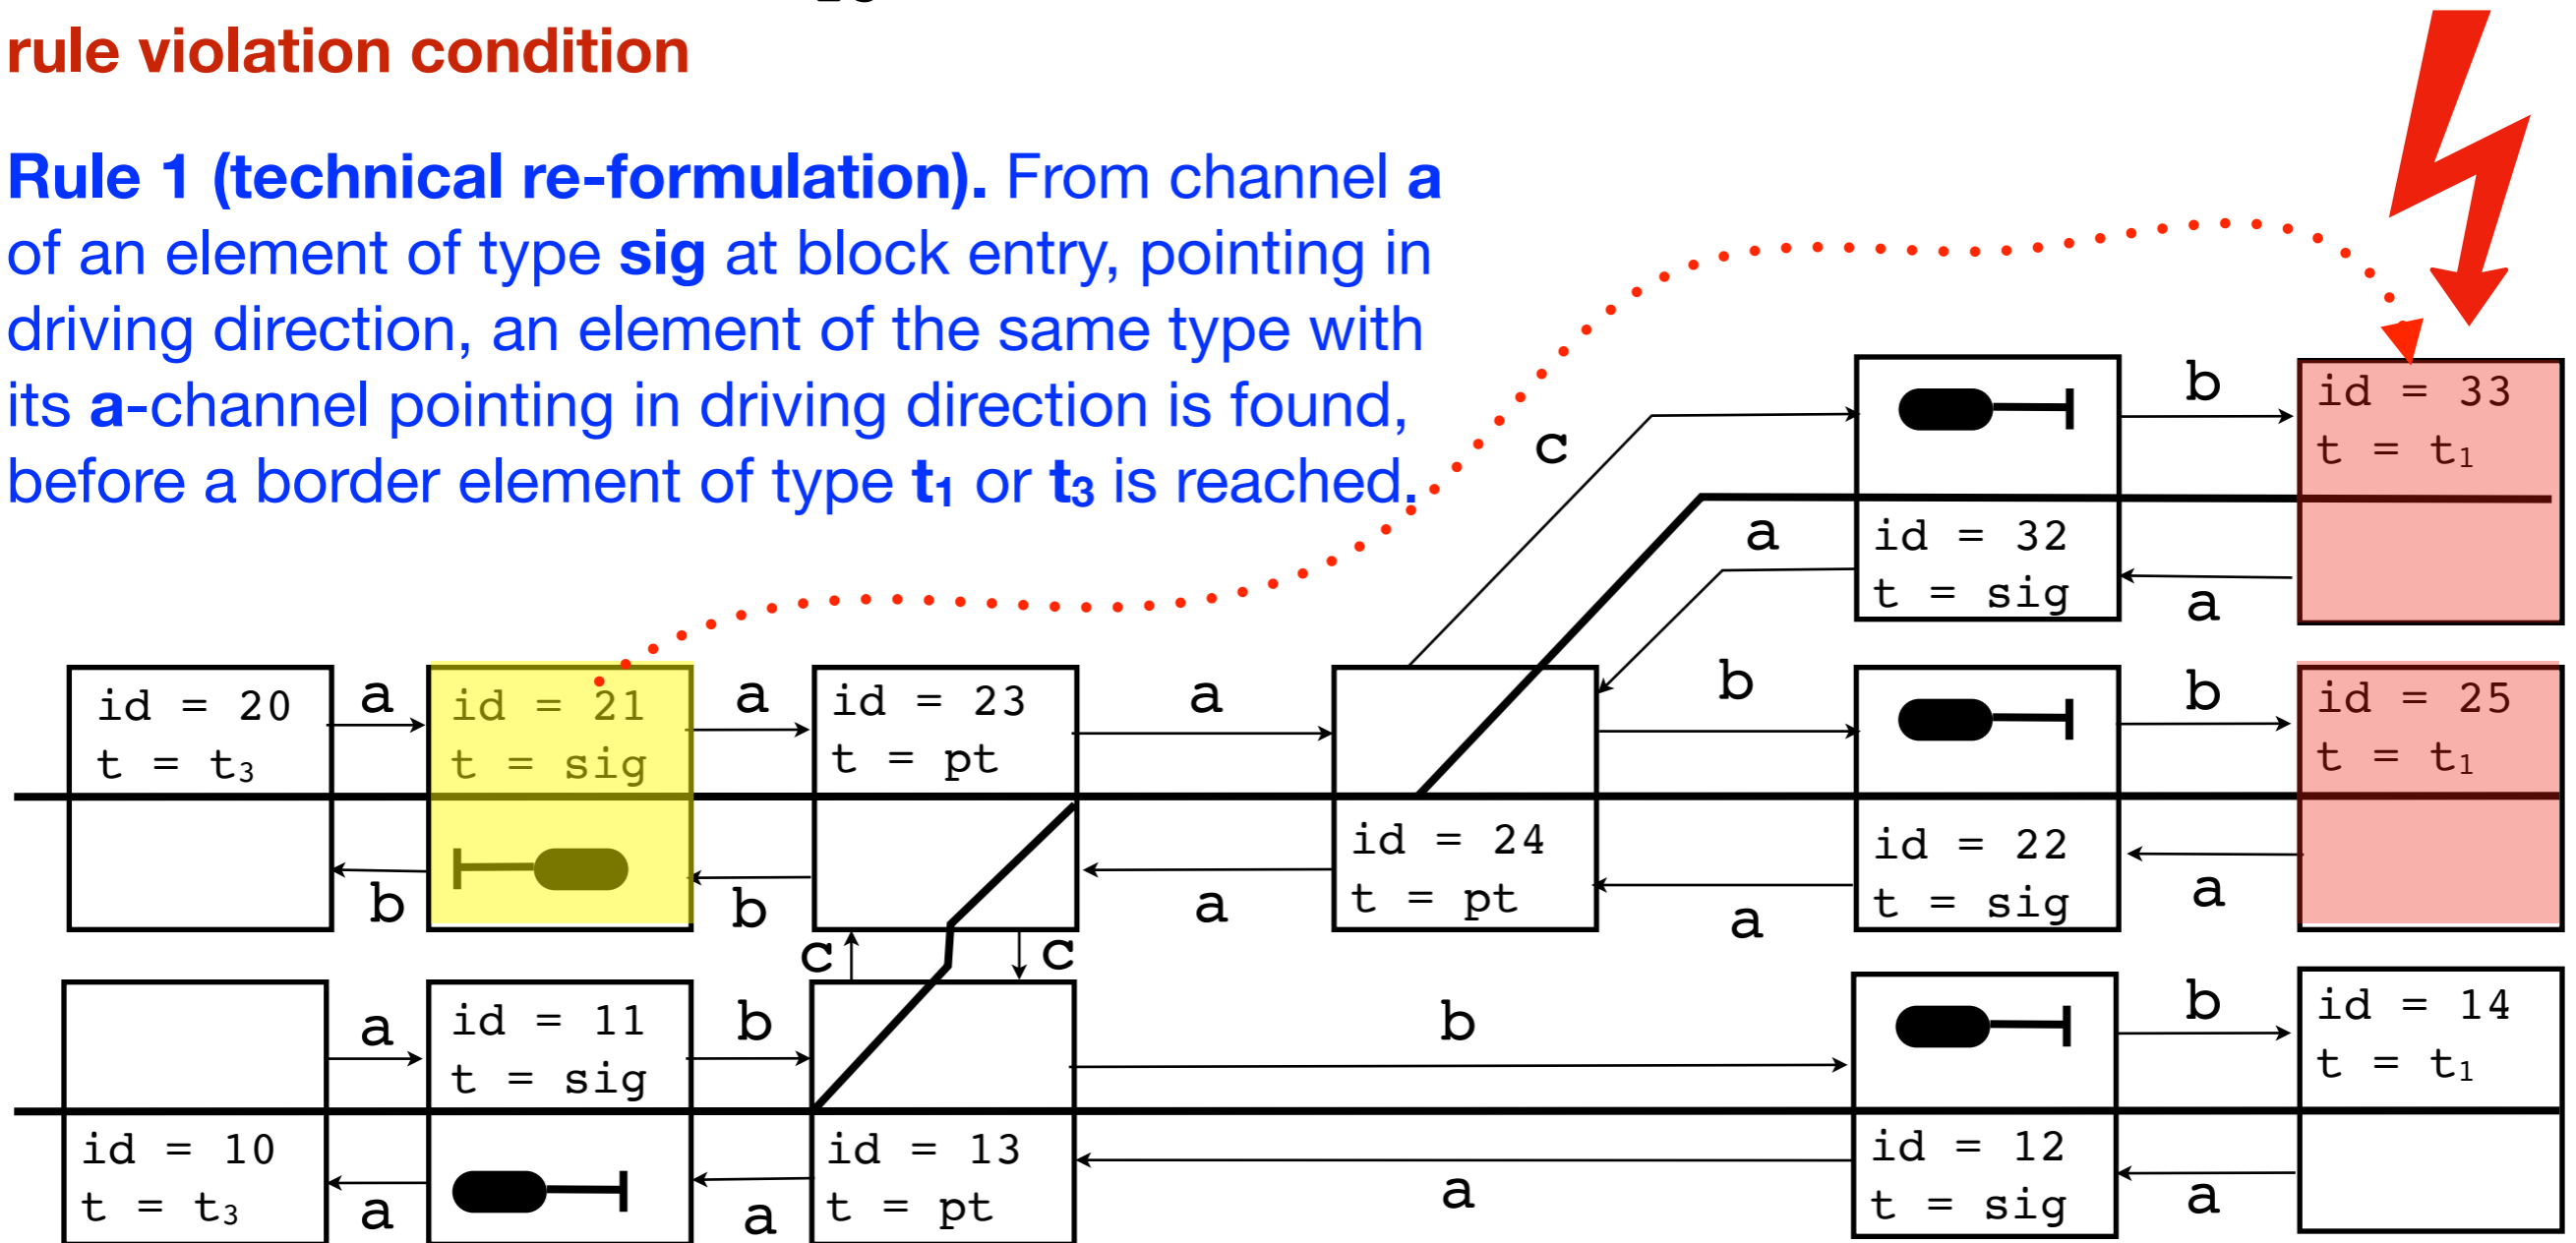 rule violation condition
Rule 1 (technical re-formulation). From channel a
of an element of type sig at block entry, pointing in
driving direction, an element of the same type with
its a-channel pointing in driving direction is found,
before a border element of type t₁ or t₃ is reached.
b
id = 33
t = t₁
c
a
id = 32
t = sig
a
id = 20
t = t₃
a
id = 21
t = sig
a
id = 23
t = pt
a
b
b
id = 25
t = t₁
b
b
a
id = 24
t = pt
a
id = 22
t = sig
a
c
c
a
id = 11
t = sig
b
b
b
id = 14
t = t₁
id = 10
t = t₃
a
a
id = 13
t = pt
a
id = 12
t = sig
a